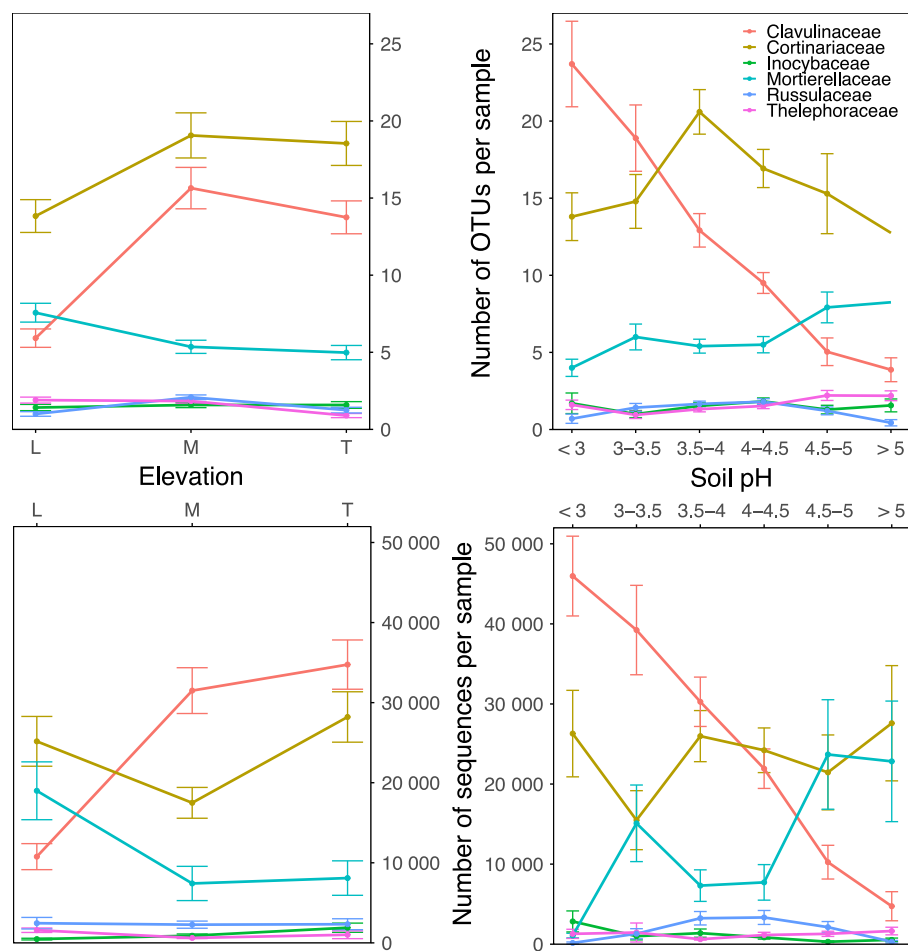 25
20
15
10
5
0
L M T
Elevation
Number of OTUs per sample
25
20
15
10
5
0
Clavulinaceae
Cortinariaceae
Inocybaceae
Mortierellaceae
Russulaceae
Thelephoraceae
< 3 3–3.5 3.5–4 4–4.5 4.5–5 > 5
Soil pH
L M T
50 000
40 000
30 000
20 000
10 000
0
Number of sequences per sample
< 3 3–3.5 3.5–4 4–4.5 4.5–5 > 5
50 000
40 000
30 000
20 000
10 000
0